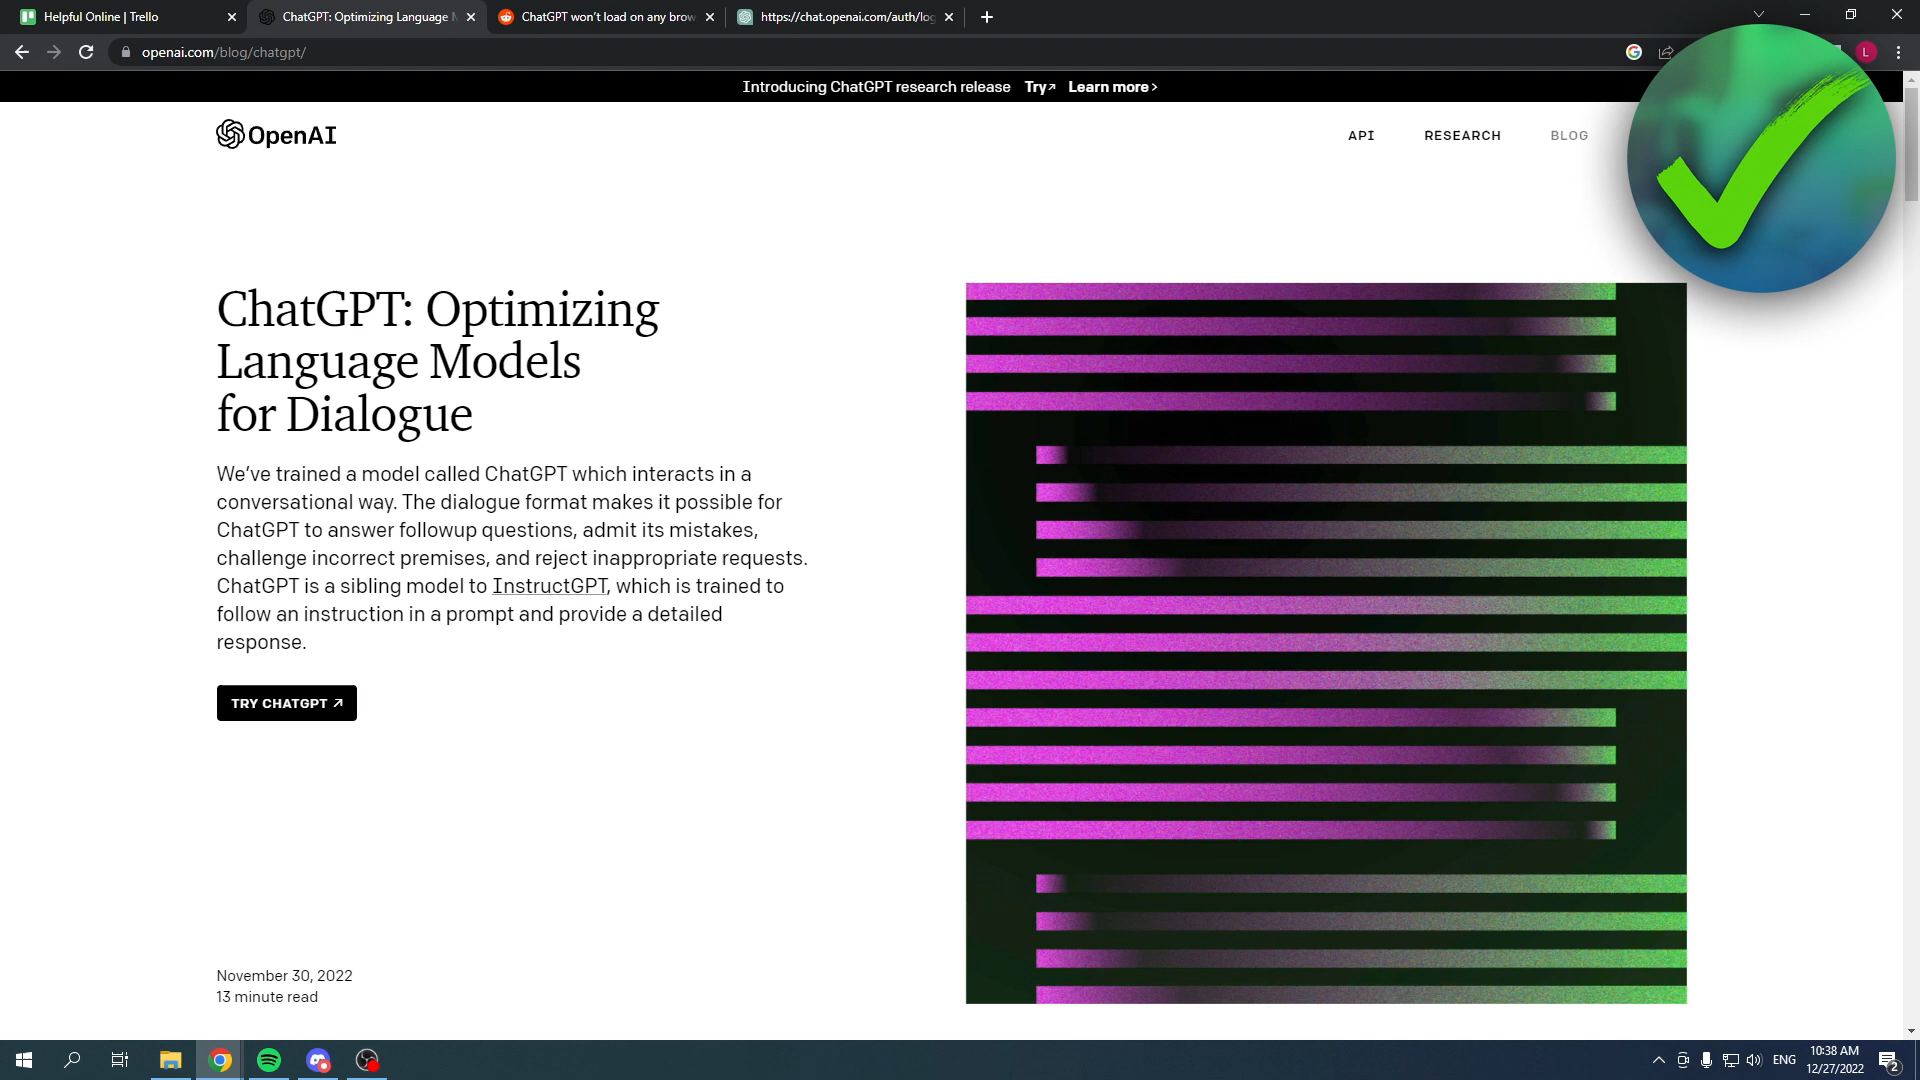 Helpful Online | Trello
ChatGPT: Optimizing Language
ChatGPT won't load on any brow
https://chat.openai.com/auth/log
openai.com/blog/chatgpt/
L
Introducing ChatGPT research release Try↗ Learn more >
OpenAI
API RESEARCH BLOG
ChatGPT: Optimizing
Language Models
for Dialogue
We've trained a model called ChatGPT which interacts in a
conversational way. The dialogue format makes it possible for
ChatGPT to answer followup questions, admit its mistakes,
challenge incorrect premises, and reject inappropriate requests.
ChatGPT is a sibling model to InstructGPT, which is trained to
follow an instruction in a prompt and provide a detailed
response.
TRY CHATGPT ↗
November 30, 2022
13 minute read
ENG
10:38 AM
12/27/2022
2